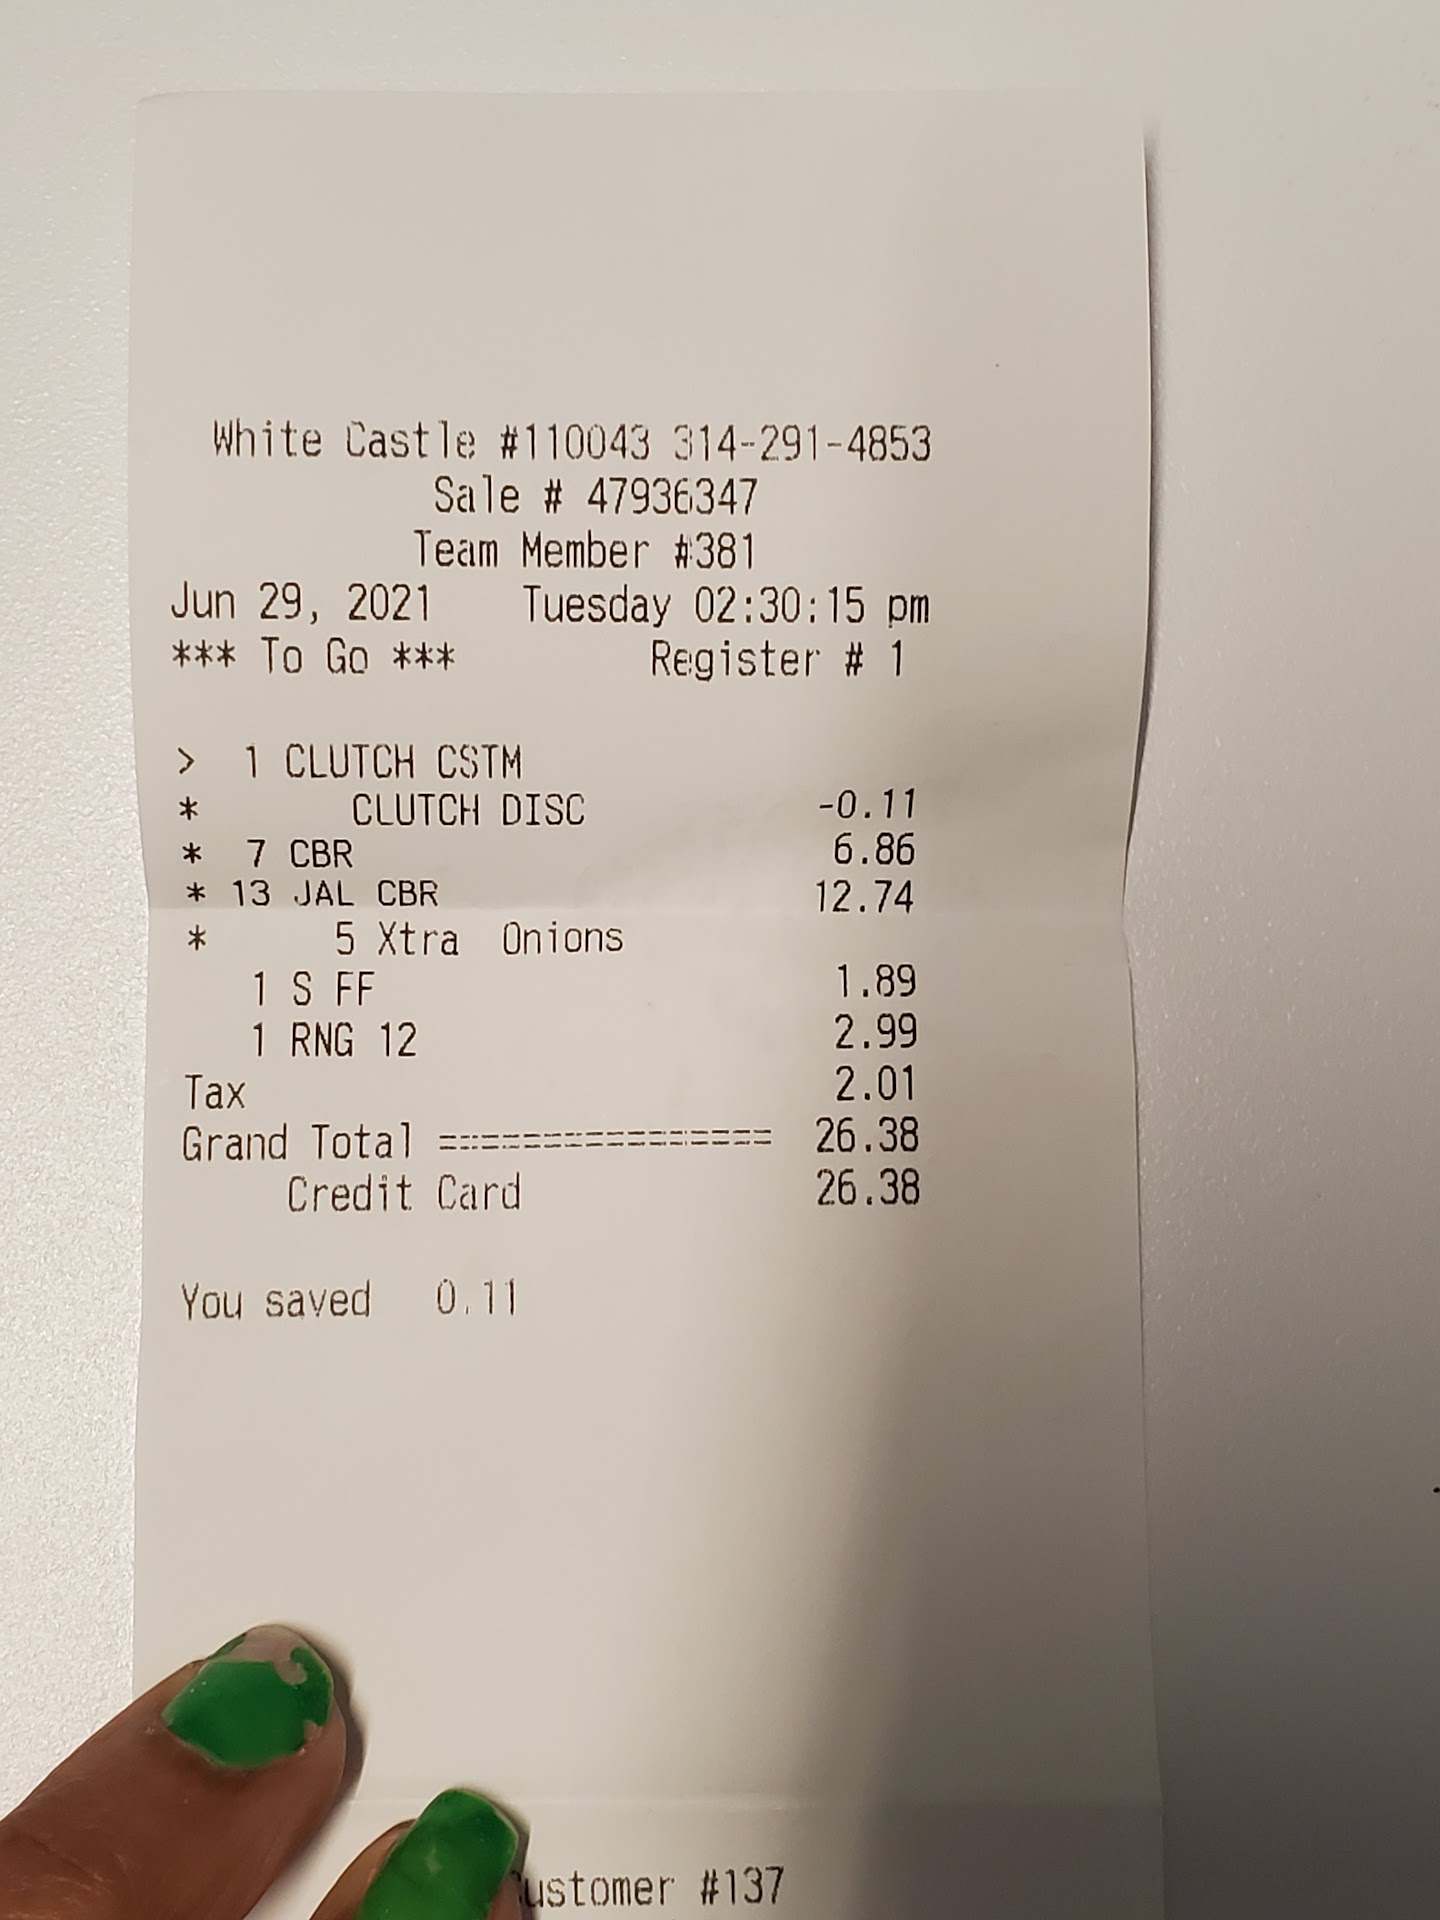 White Castle #110043 314-291-4853
Sale # 47936347
Team Member #381
Jun 29, 2021 Tuesday 02:30:15 pm
*** To Go *** Register # 1
> 1 CLUTCH CSTM
* CLUTCH DISC -0.11
* 7 CBR 6.86
* 13 JAL CBR 12.74
* 5 Xtra Onions
1 S FF 1.89
1 RNG 12 2.99
Tax 2.01
Grand Total ================ 26.38
Credit Card 26.38
You saved 0.11
ustomer #137